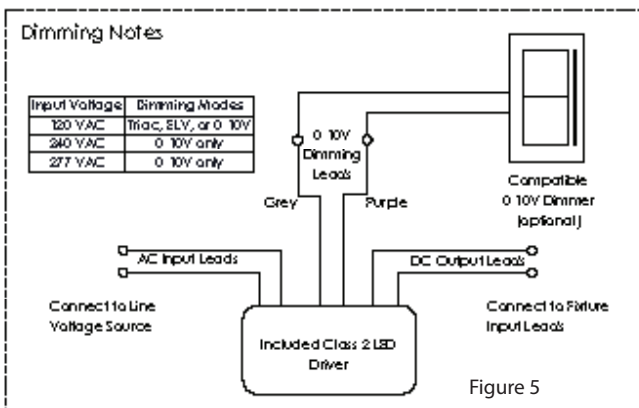 Dimming Notes
Input Voltage Dimming Modes
120 VAC Triac, ELV, or 0 10V
240 VAC 0 10V only
277 VAC 0 10V only
0 10V
Dimming
Leads
Grey
Purple
Compatible
0 10V Dimmer
(optional)
AC Input Leads
DC Output Leads
Connect to Line
Voltage Source
Connect to Fixture
Input Leads
Included Class 2 LED
Driver
Figure 5